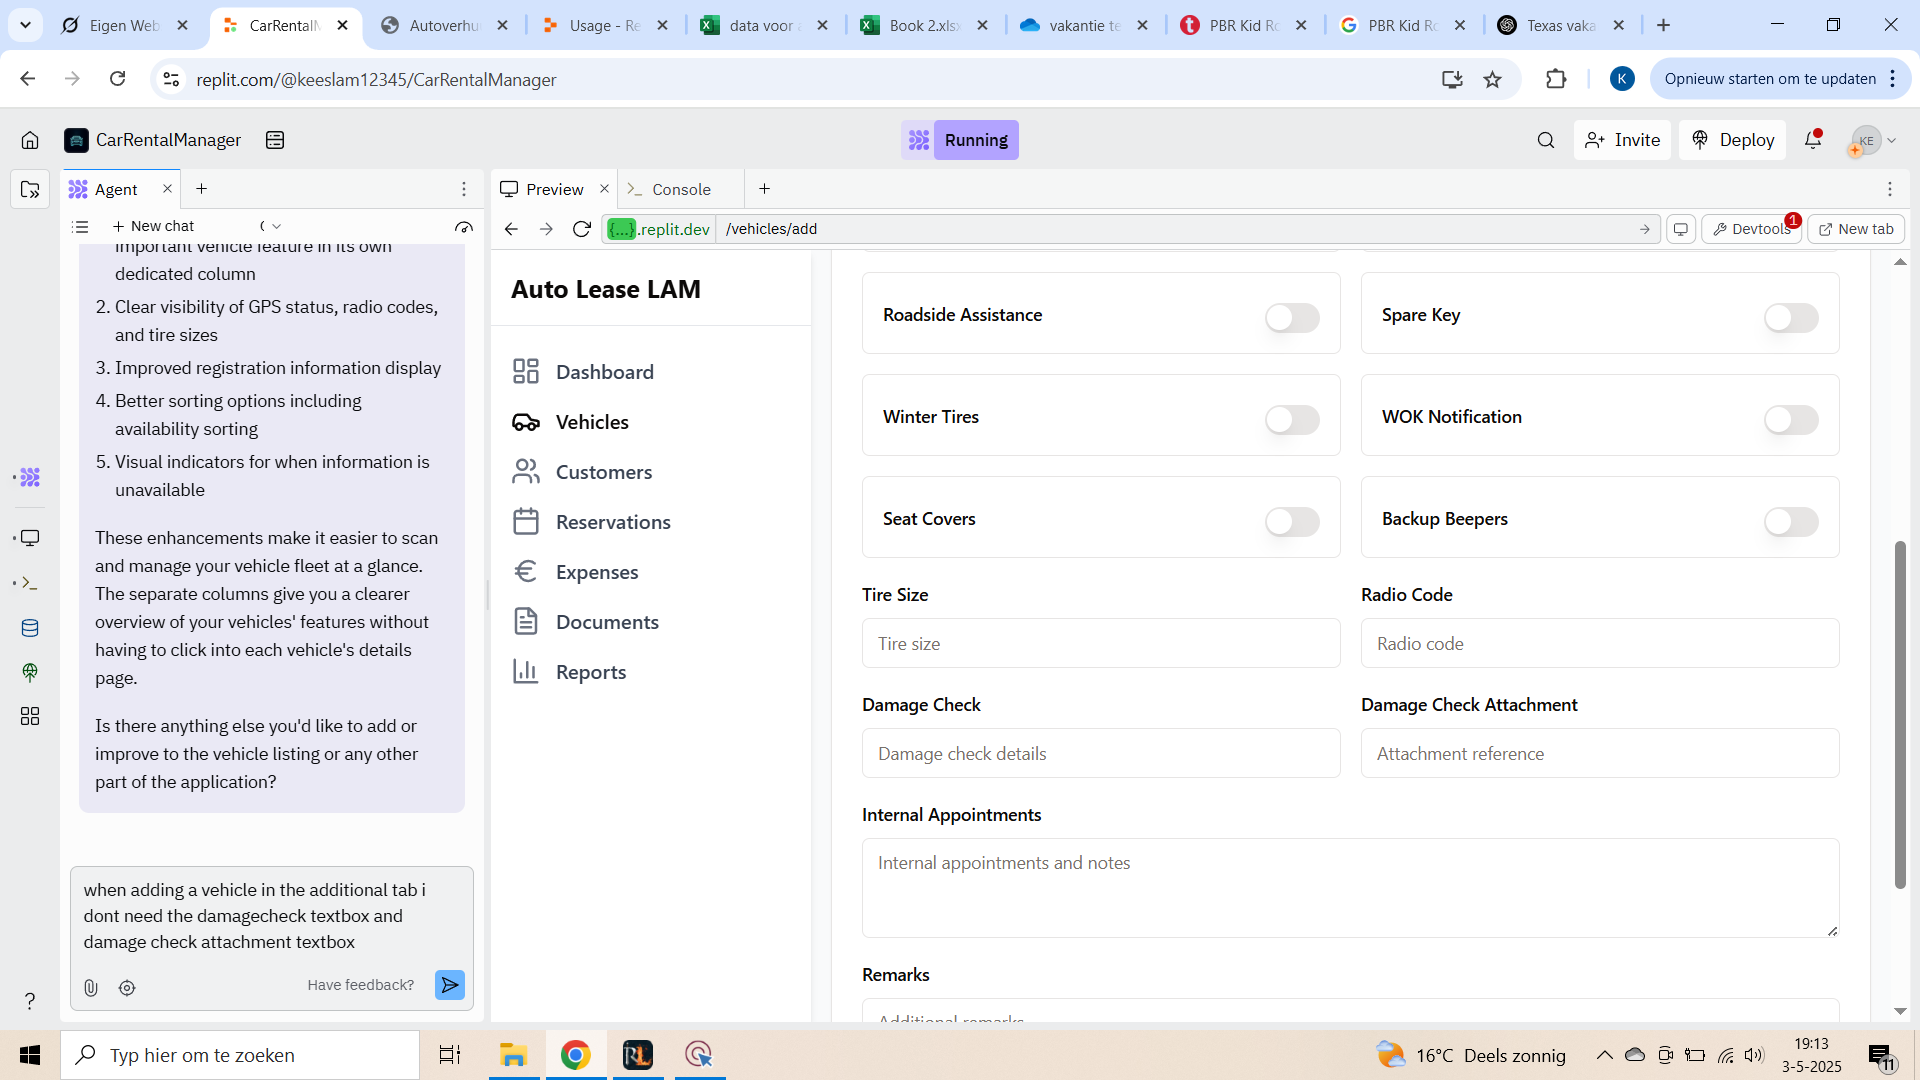 Eigen Web
CarRentalM
Autoverhu
Usage - Re
data voor a
Book 2.xlsx
vakantie te
PBR Kid Ro
PBR Kid Ro
Texas vaka
replit.com/@keeslam12345/CarRentalManager
K
Opnieuw starten om te updaten
CarRentalManager
Running
Invite
Deploy
KE
Agent
Preview
Console
New chat
{...}.replit.dev
/vehicles/add
Devtools
1
New tab
important vehicle feature in its own
dedicated column
2. Clear visibility of GPS status, radio codes,
and tire sizes
3. Improved registration information display
4. Better sorting options including
availability sorting
5. Visual indicators for when information is
unavailable
These enhancements make it easier to scan
and manage your vehicle fleet at a glance.
The separate columns give you a clearer
overview of your vehicles' features without
having to click into each vehicle's details
page.
Is there anything else you'd like to add or
improve to the vehicle listing or any other
part of the application?
when adding a vehicle in the additional tab i
dont need the damagecheck textbox and
damage check attachment textbox
Have feedback?
?
Auto Lease LAM
Dashboard
Vehicles
Customers
Reservations
Expenses
Documents
Reports
Roadside Assistance
Spare Key
Winter Tires
WOK Notification
Seat Covers
Backup Beepers
Tire Size
Radio Code
Tire size
Radio code
Damage Check
Damage Check Attachment
Damage check details
Attachment reference
Internal Appointments
Internal appointments and notes
Remarks
Additional remarks
Typ hier om te zoeken
RL
16°C Deels zonnig
19:13
3-5-2025
11